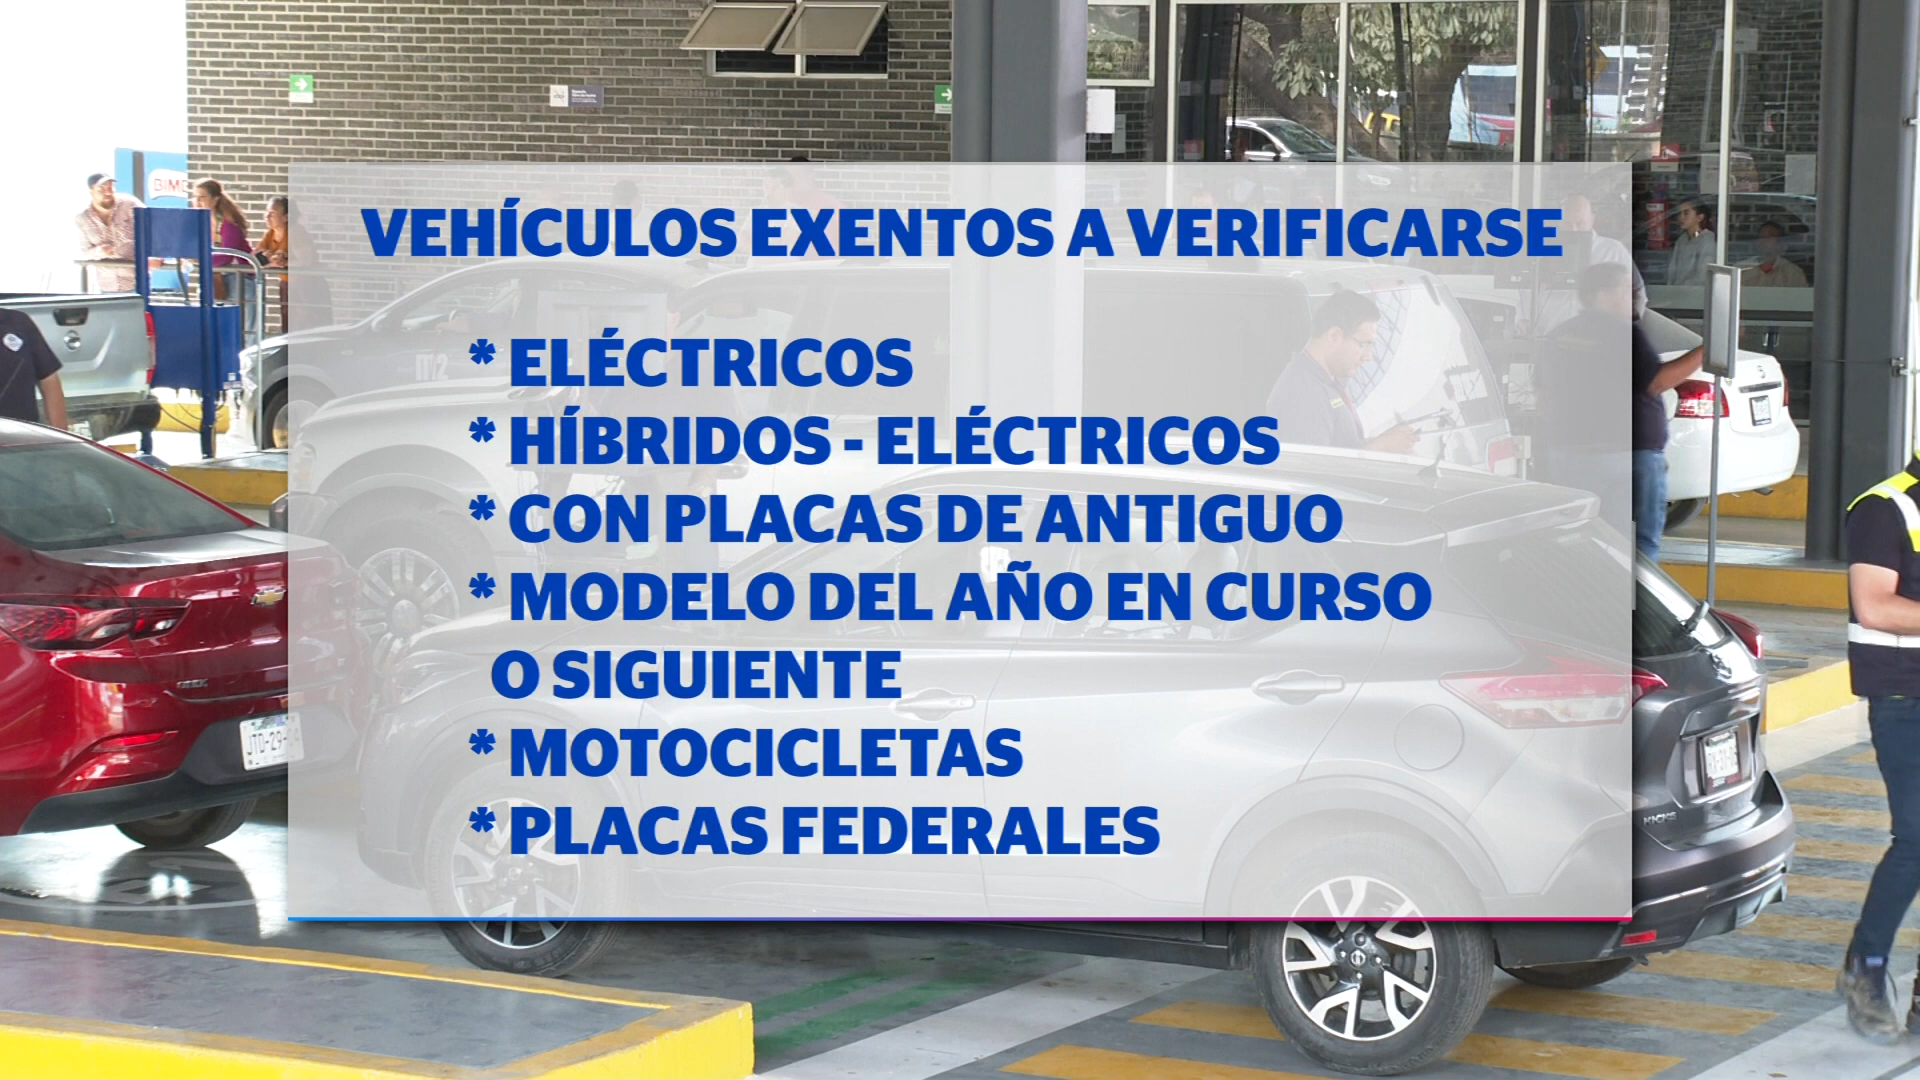 VEHÍCULOS EXENTOS A VERIFICARSE
* ELÉCTRICOS
* HÍBRIDOS - ELÉCTRICOS
* CON PLACAS DE ANTIGUO
* MODELO DEL AÑO EN CURSO
O SIGUIENTE
* MOTOCICLETAS
* PLACAS FEDERALES
KICKS